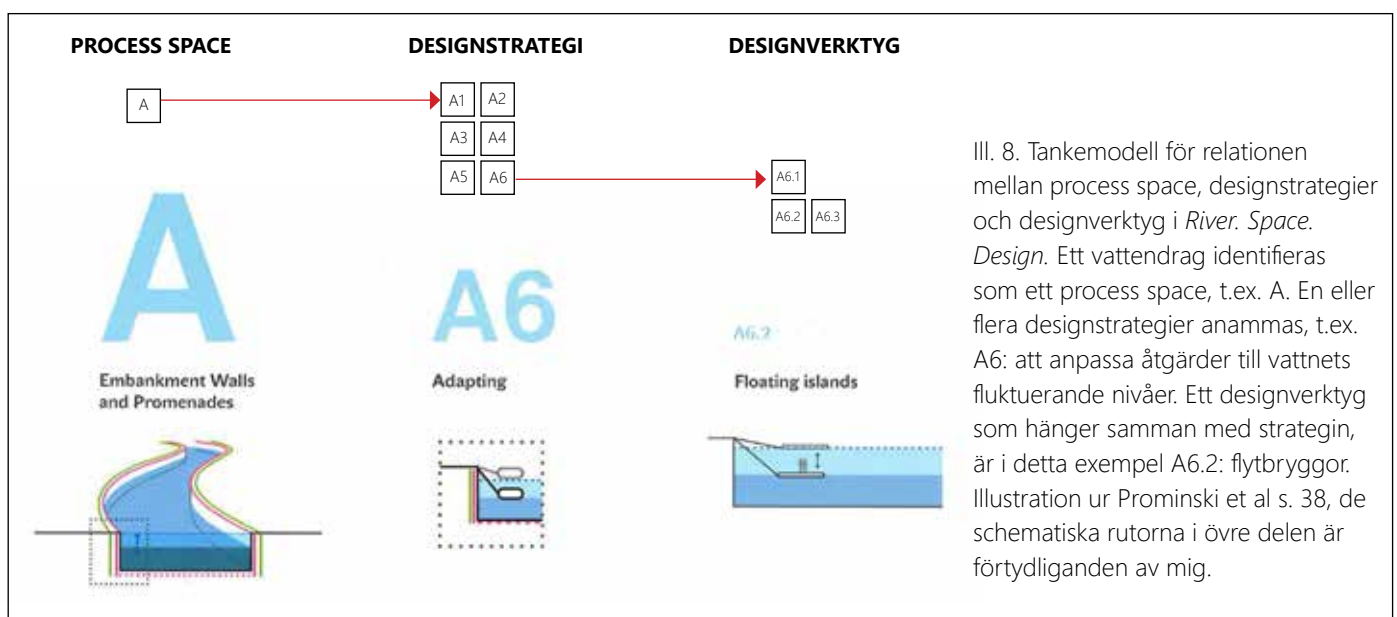 PROCESS SPACE
DESIGNSTRATEGI
DESIGNVERKTYG
A
A1 A2
A3 A4
A5 A6
A6.1
A6.2 A6.3
A
Embankment Walls
and Promenades
A6
Adapting
A6.2
Floating islands
Ill. 8. Tankemodell för relationen
mellan process space, designstrategier
och designverktyg i River. Space.
Design. Ett vattendrag identifieras
som ett process space, t.ex. A. En eller
flera designstrategier anammas, t.ex.
A6: att anpassa åtgärder till vattnets
fluktuerande nivåer. Ett designverktyg
som hänger samman med strategin,
är i detta exempel A6.2: flytbryggor.
Illustration ur Prominski et al s. 38, de
schematiska rutorna i övre delen är
förtydliganden av mig.